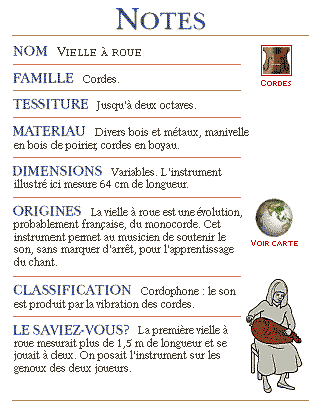 NOTES
NOM VIELLE À ROUE
FAMILLE Cordes.
CORDES
TESSITURE Jusqu'à deux octaves.
MATERIAU Divers bois et métaux, manivelle
en bois de poirier, cordes en boyau.
DIMENSIONS Variables. L'instrument
illustré ici mesure 64 cm de longueur.
ORIGINES La vielle à roue est une évolution,
probablement française, du monocorde. Cet
instrument permet au musicien de soutenir le
son, sans marquer d'arrêt, pour l'apprentissage
du chant.
VOIR CARTE
CLASSIFICATION Cordophone : le son
est produit par la vibration des cordes.
LE SAVIEZ-VOUS? La première vielle à
roue mesurait plus de 1,5 m de longueur et se
jouait à deux. On posait l'instrument sur les
genoux des deux joueurs.